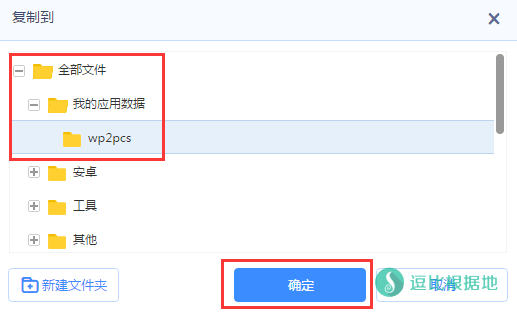 复制到
全部文件
我的应用数据
wp2pcs
安卓
工具
其他
新建文件夹
确定
取消
逗比根据地